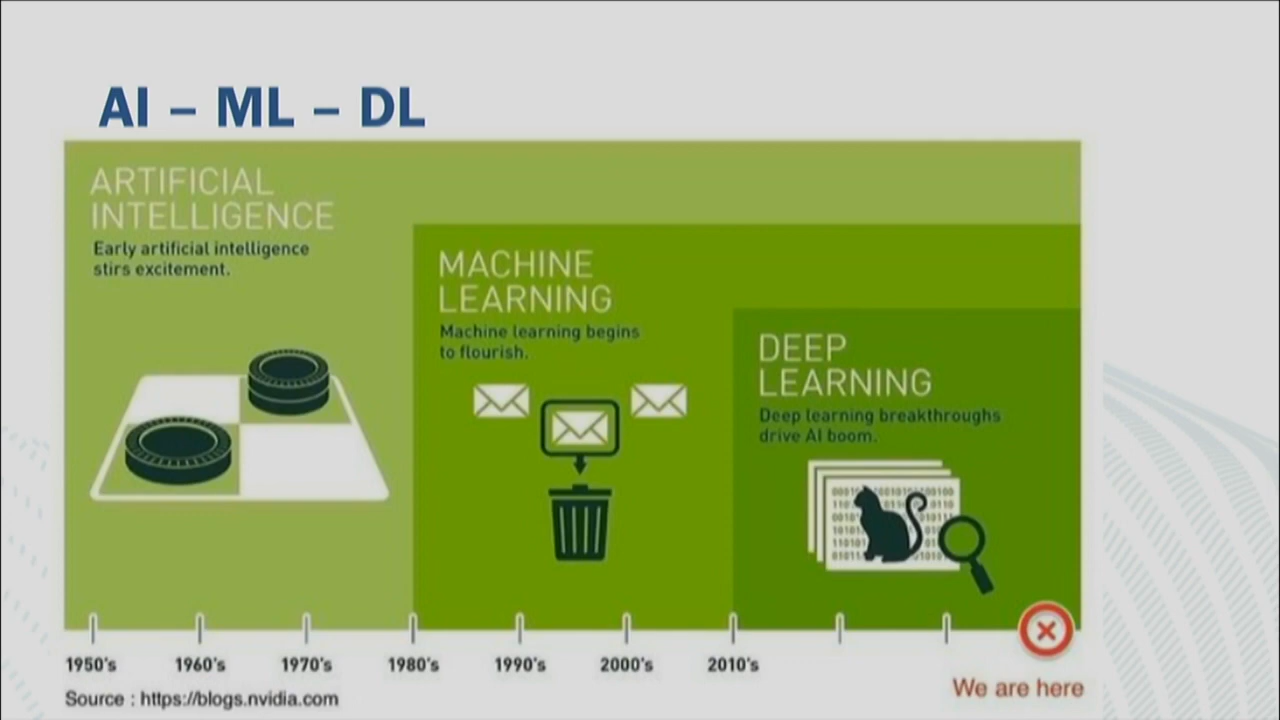 AI – ML – DL
ARTIFICIAL
INTELLIGENCE
Early artificial intelligence
stirs excitement.
MACHINE
LEARNING
Machine learning begins
to flourish.
DEEP
LEARNING
Deep learning breakthroughs
drive AI boom.
1950's 1960's 1970's 1980's 1990's 2000's 2010's
We are here
Source : https://blogs.nvidia.com